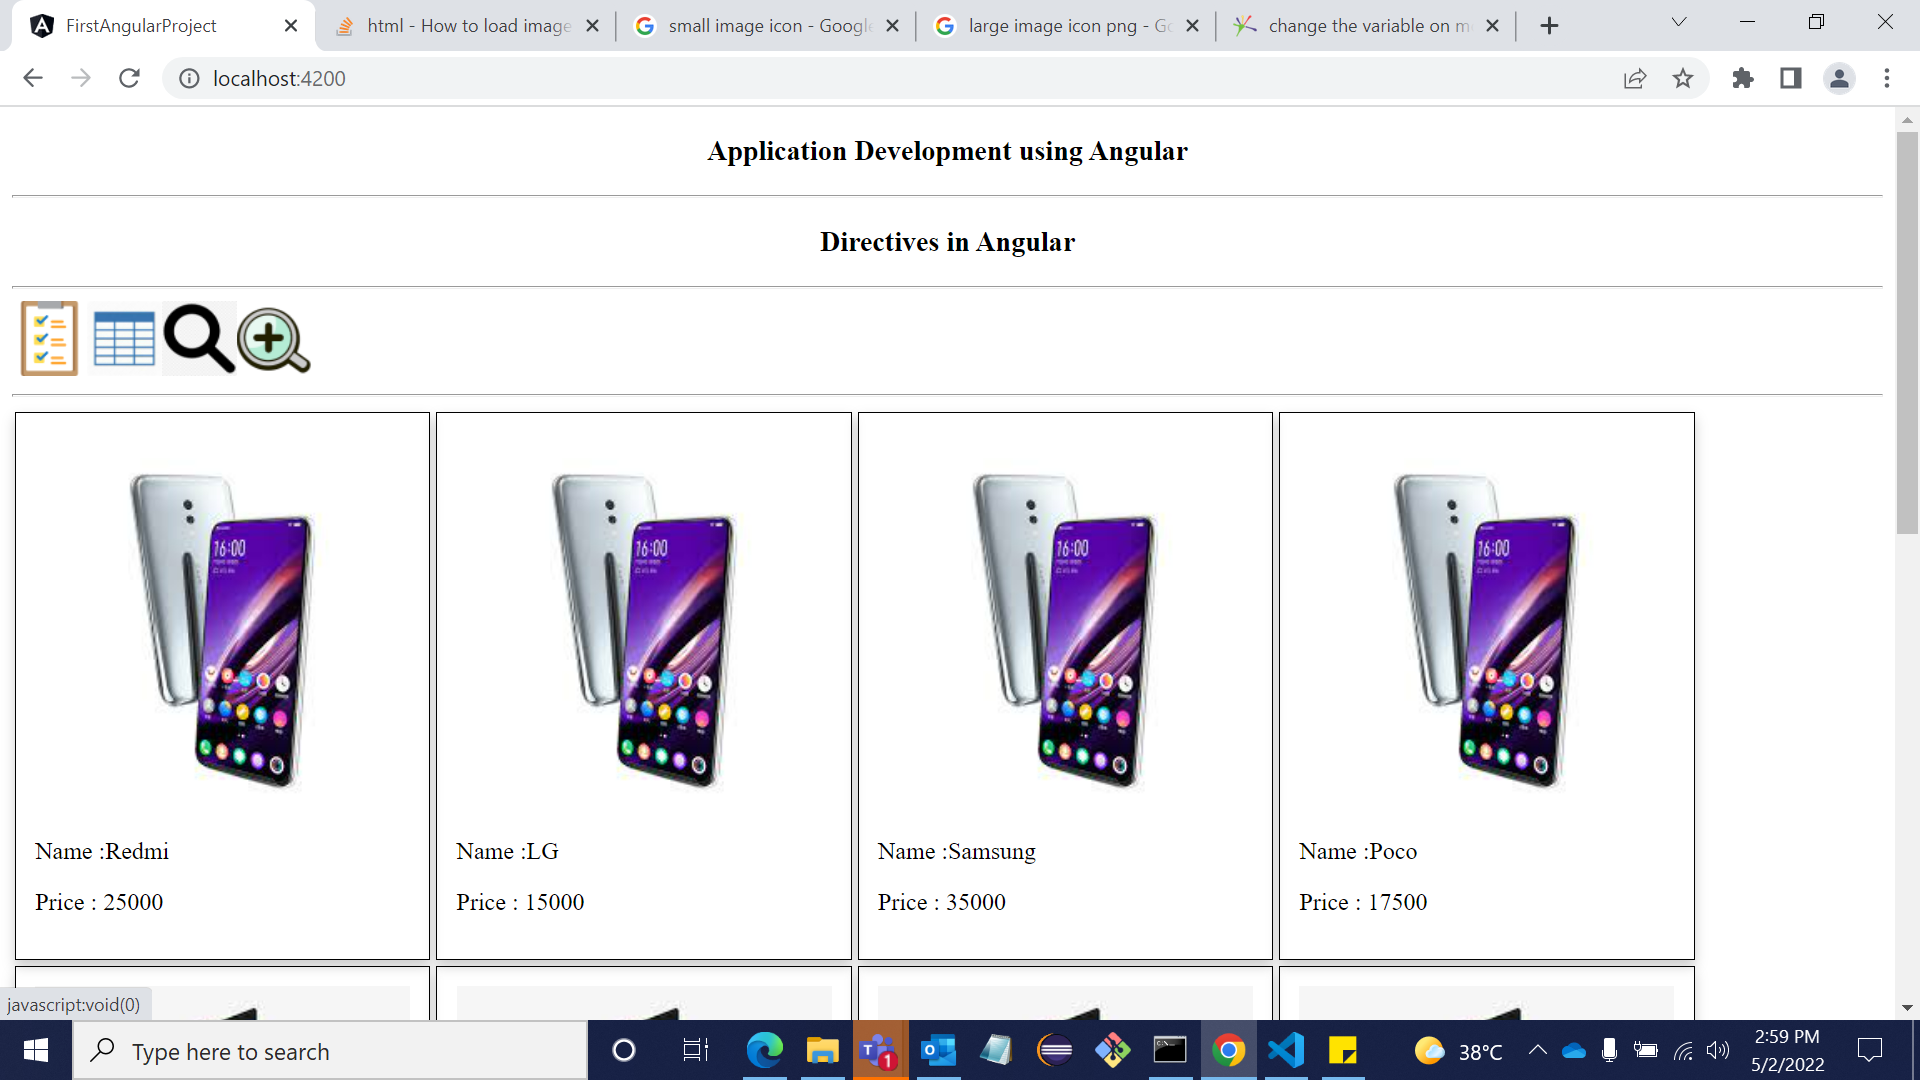 FirstAngularProject
html - How to load image
small image icon - Google
large image icon png - Go
change the variable on m
localhost:4200
Application Development using Angular
Directives in Angular
16:00
16:00
16:00
16:00
Name :Redmi
Name :LG
Name :Samsung
Name :Poco
Price : 25000
Price : 15000
Price : 35000
Price : 17500
javascript:void(0)
Type here to search
1
38°C
2:59 PM
5/2/2022